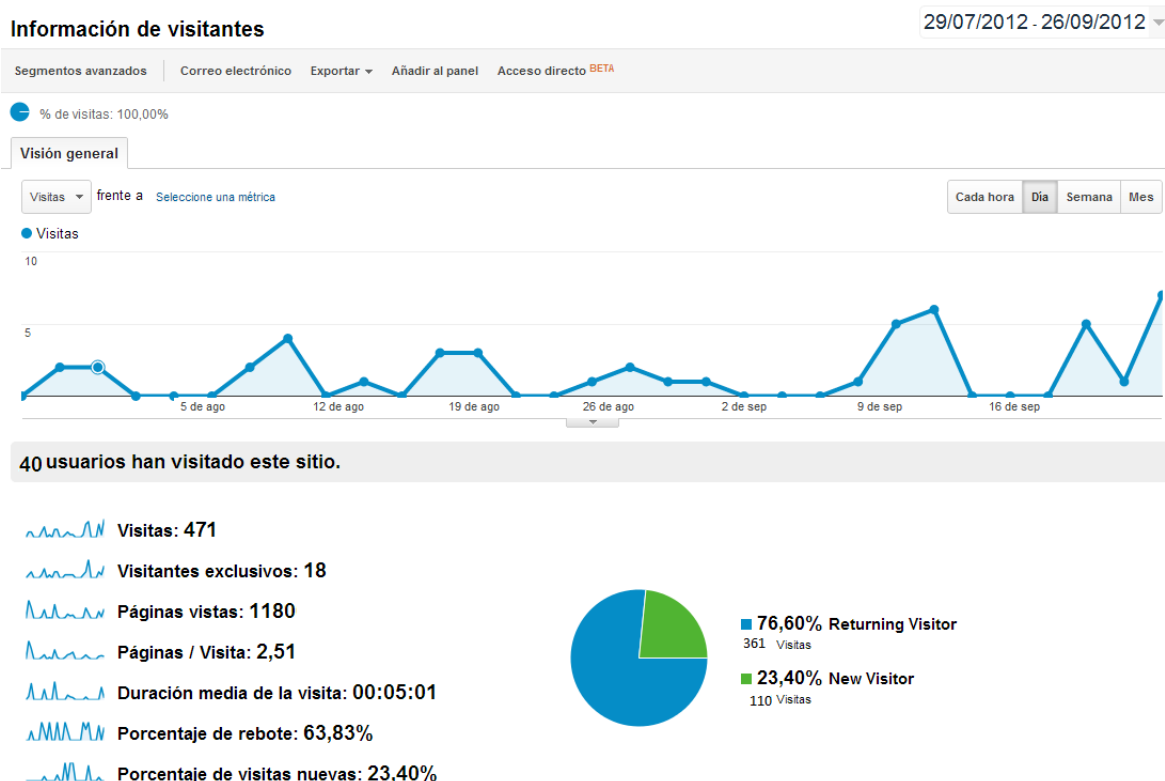 Información de visitantes
29/07/2012 - 26/09/2012
Segmentos avanzados Correo electrónico Exportar Añadir al panel Acceso directo BETA
% de visitas: 100,00%
Visión general
Visitas frente a Seleccione una métrica
Cada hora Día Semana Mes
Visitas
10
5
5 de ago 12 de ago 19 de ago 26 de ago 2 de sep 9 de sep 16 de sep
40 usuarios han visitado este sitio.
Visitas: 471
Visitantes exclusivos: 18
Páginas vistas: 1180
Páginas / Visita: 2,51
Duración media de la visita: 00:05:01
Porcentaje de rebote: 63,83%
Porcentaje de visitas nuevas: 23,40%
76,60% Returning Visitor
361 Visitas
23,40% New Visitor
110 Visitas